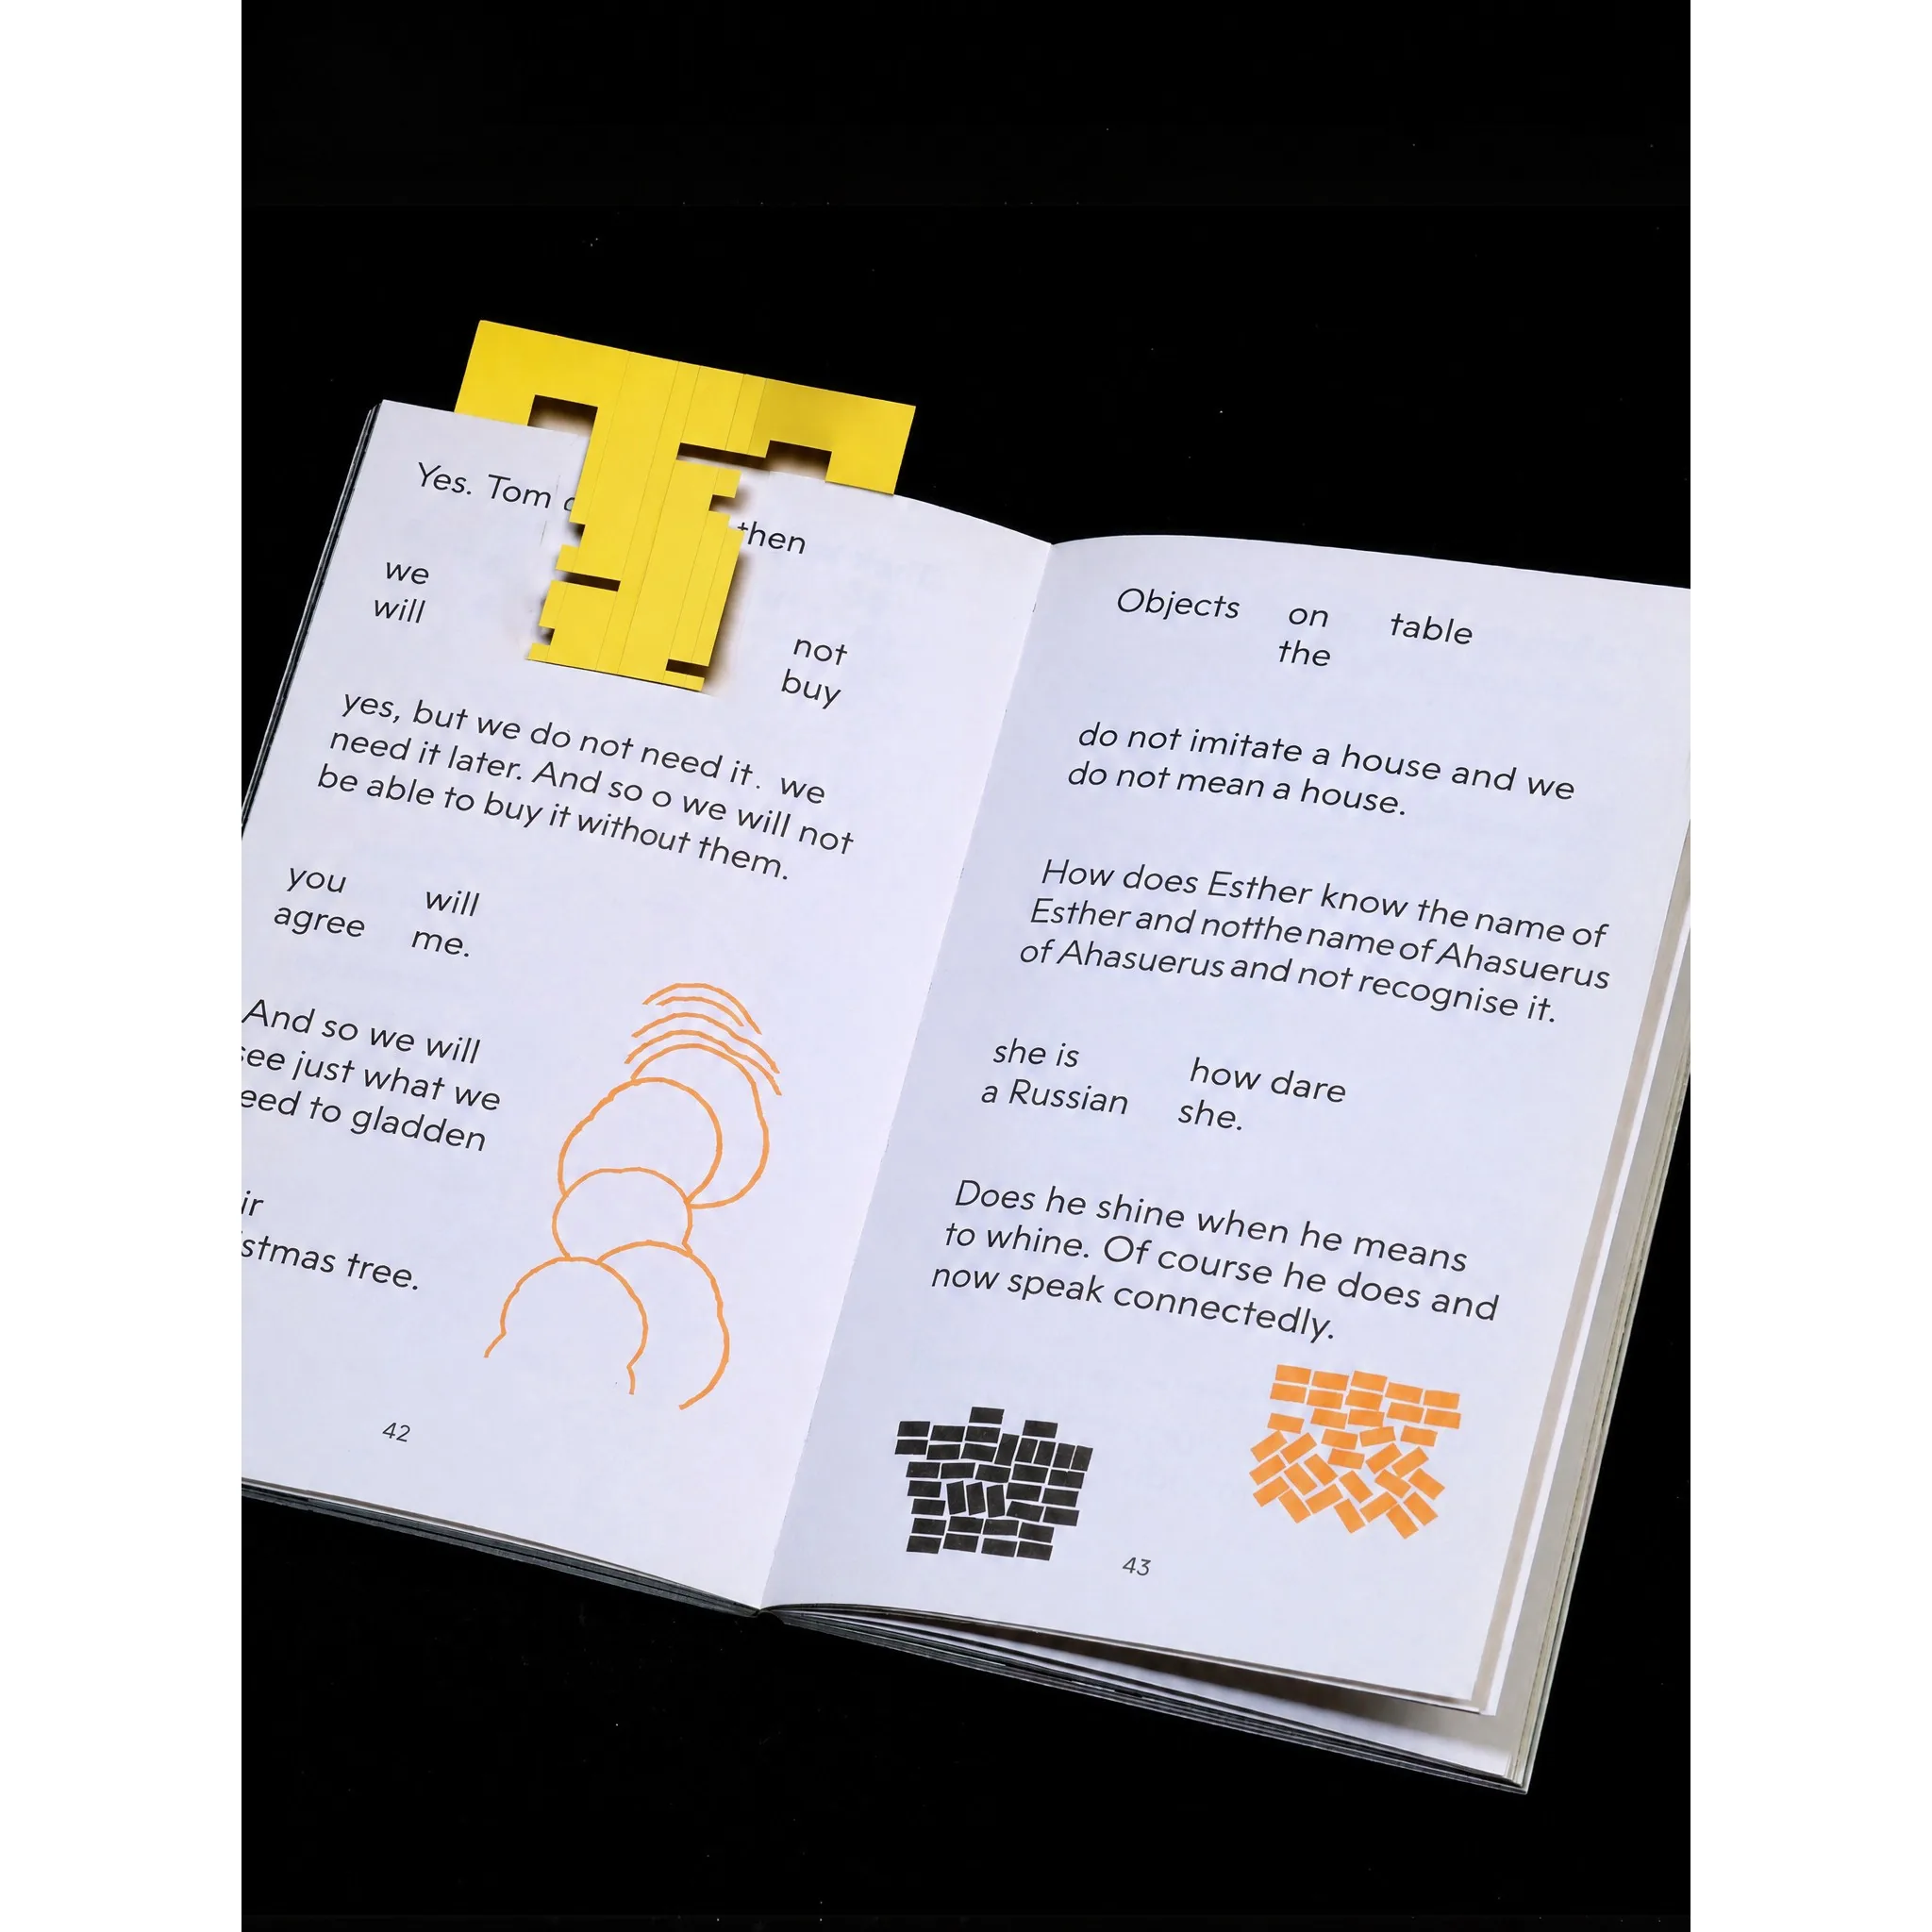 Yes. Tom
then
we
will
not
buy
yes, but we do not need it. we
need it later. And so o we will not
be able to buy it without them.
you will
agree me.
And so we will
see just what we
eed to gladden
ir
stmas tree.
42
Objects on table
the
do not imitate a house and we
do not mean a house.
How does Esther know the name of
Esther and notthe name of Ahasuerus
of Ahasuerus and not recognise it.
she is how dare
a Russian she.
Does he shine when he means
to whine. Of course he does and
now speak connectedly.
43